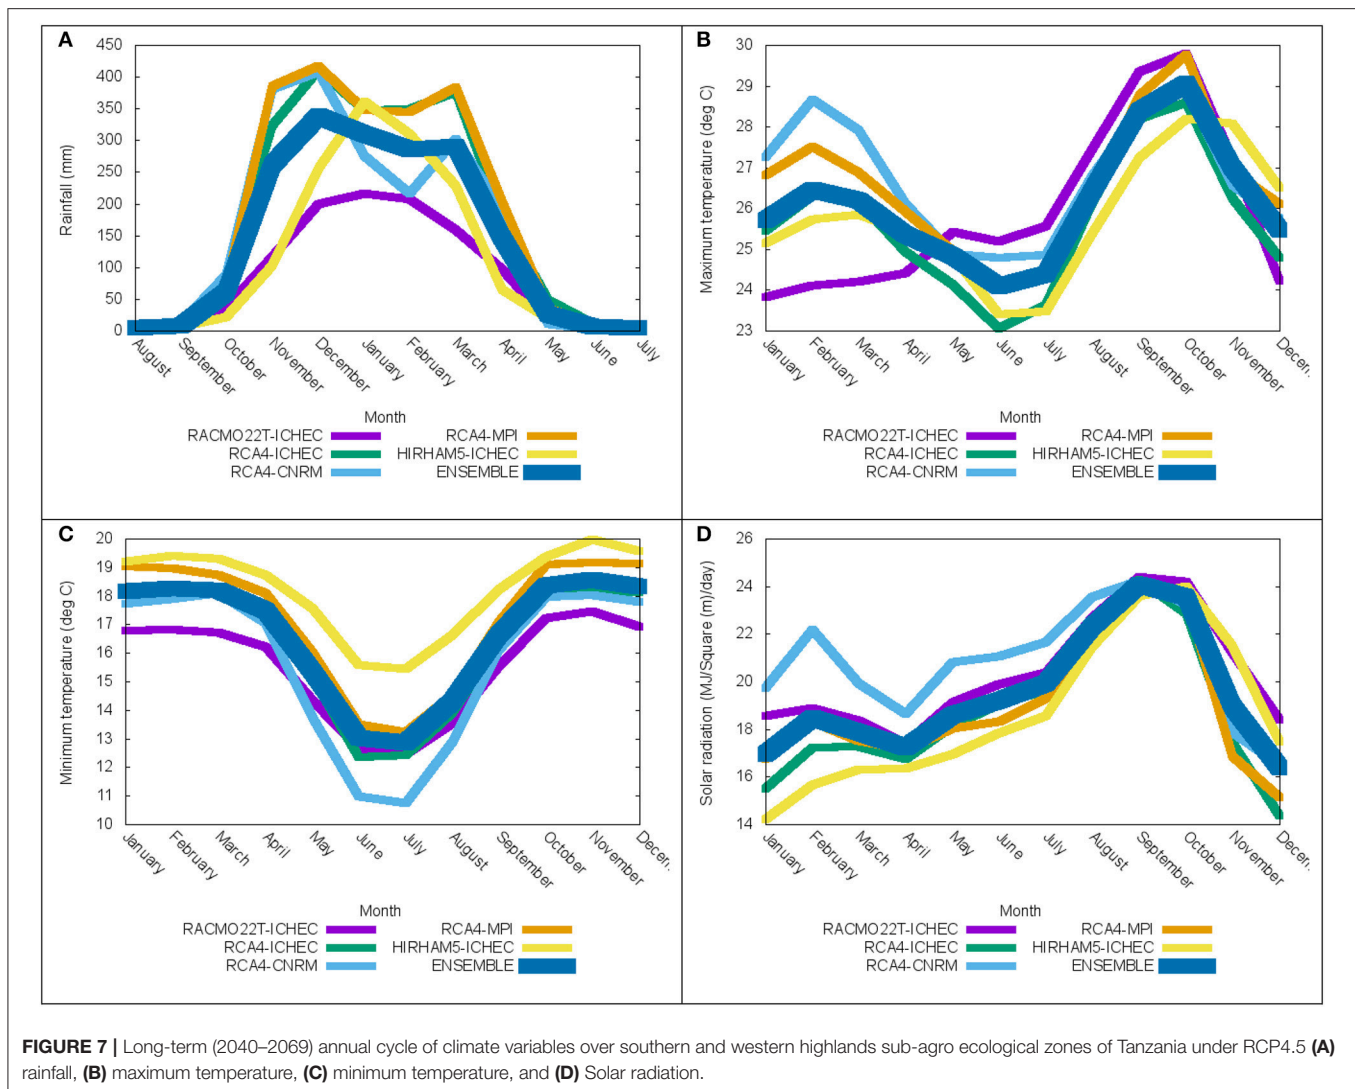 A
450
400
350
300
250
200
150
100
50
0
Rainfall (mm)
August
September
October
November
December
January
February
March
April
May
June
July
Month
RACMO22T-ICHEC
RCA4-ICHEC
RCA4-CNRM
RCA4-MPI
HIRHAM5-ICHEC
ENSEMBLE
B
30
29
28
27
26
25
24
23
Maximum temperature (deg C)
January
February
March
April
May
June
July
August
September
October
November
Decem
Month
RACMO22T-ICHEC
RCA4-ICHEC
RCA4-CNRM
RCA4-MPI
HIRHAM5-ICHEC
ENSEMBLE
C
20
19
18
17
16
15
14
13
12
11
10
Minimum temperature (deg C)
January
February
March
April
May
June
July
August
September
October
November
Decem
Month
RACMO22T-ICHEC
RCA4-ICHEC
RCA4-CNRM
RCA4-MPI
HIRHAM5-ICHEC
ENSEMBLE
D
26
24
22
20
18
16
14
Solar radiation (MJ/Square (m)/day)
January
February
March
April
May
June
July
August
September
October
November
Decem
Month
RACMO22T-ICHEC
RCA4-ICHEC
RCA4-CNRM
RCA4-MPI
HIRHAM5-ICHEC
ENSEMBLE
FIGURE 7 | Long-term (2040–2069) annual cycle of climate variables over southern and western highlands sub-agro ecological zones of Tanzania under RCP4.5 (A)
rainfall, (B) maximum temperature, (C) minimum temperature, and (D) Solar radiation.